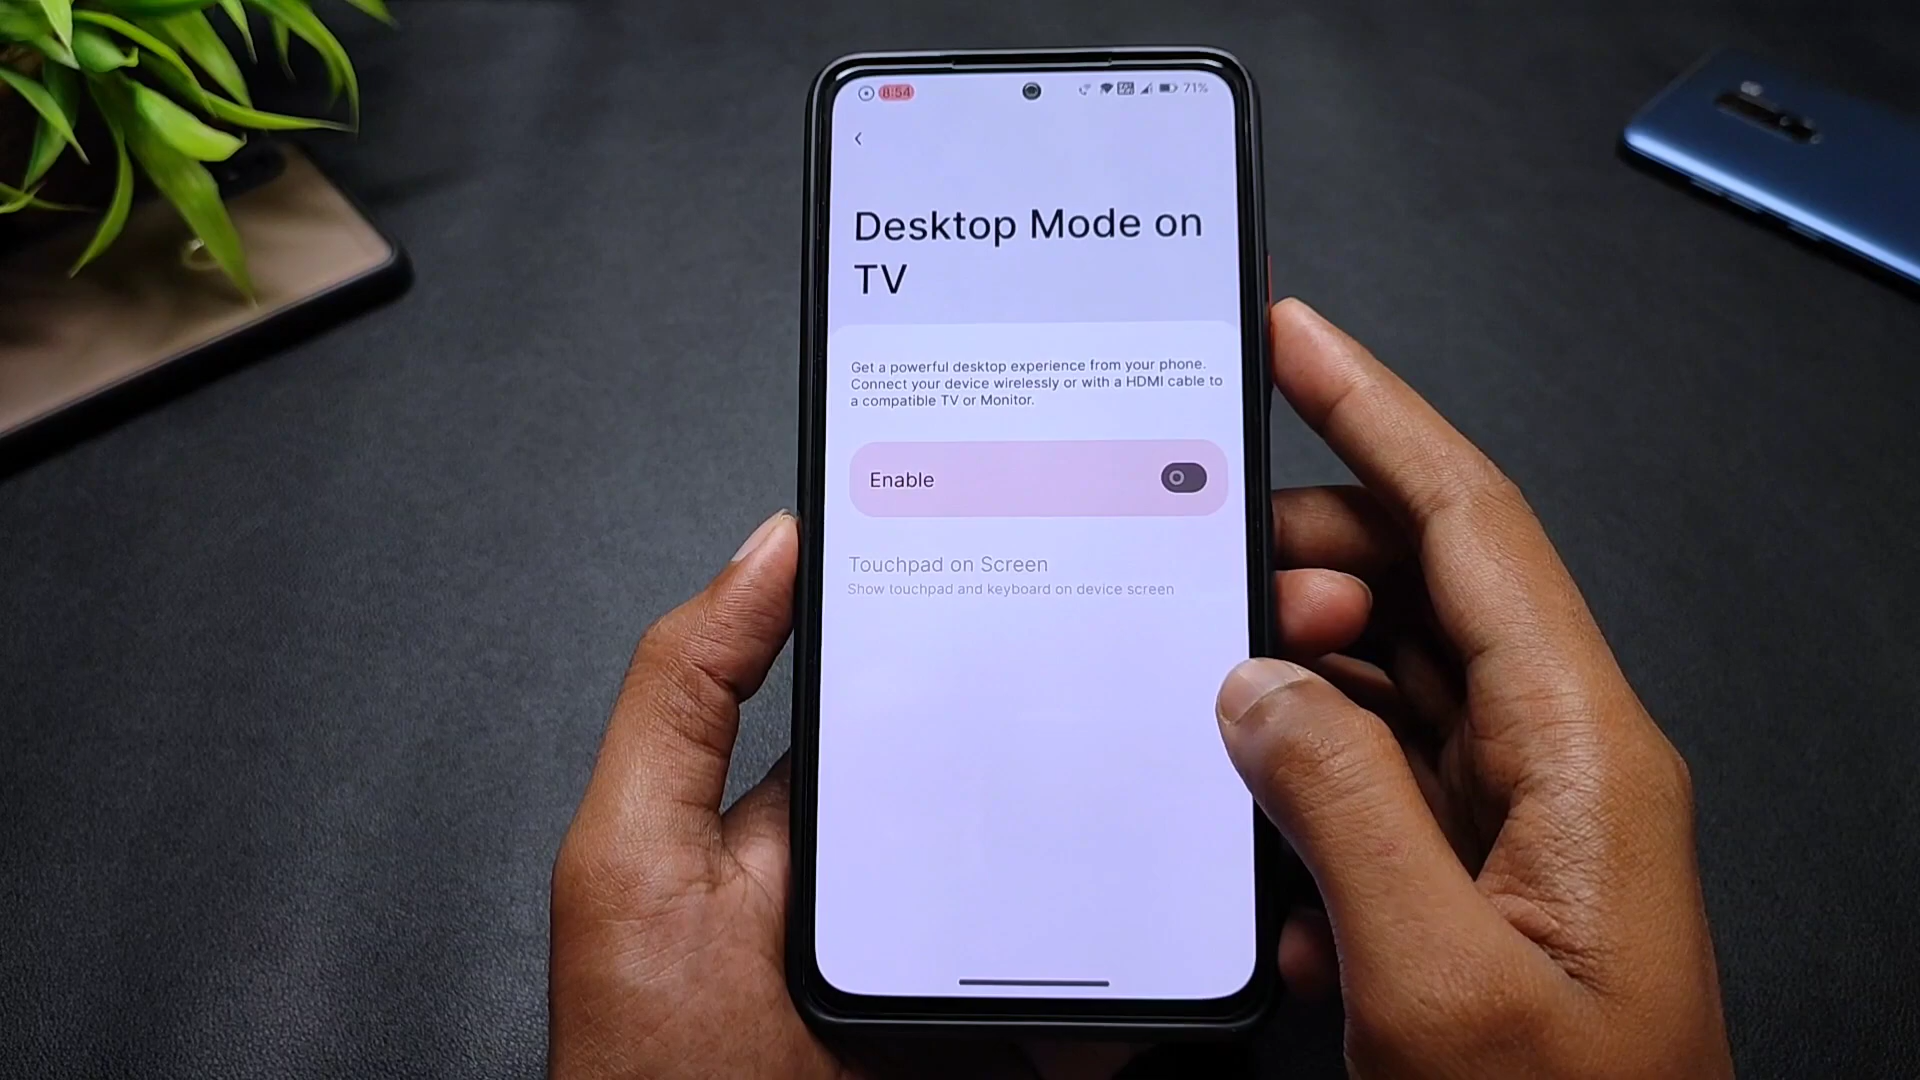 8:54
71%
Desktop Mode on
TV
Get a powerful desktop experience from your phone.
Connect your device wirelessly or with a HDMI cable to
a compatible TV or Monitor.
Enable
Touchpad on Screen
Show touchpad and keyboard on device screen